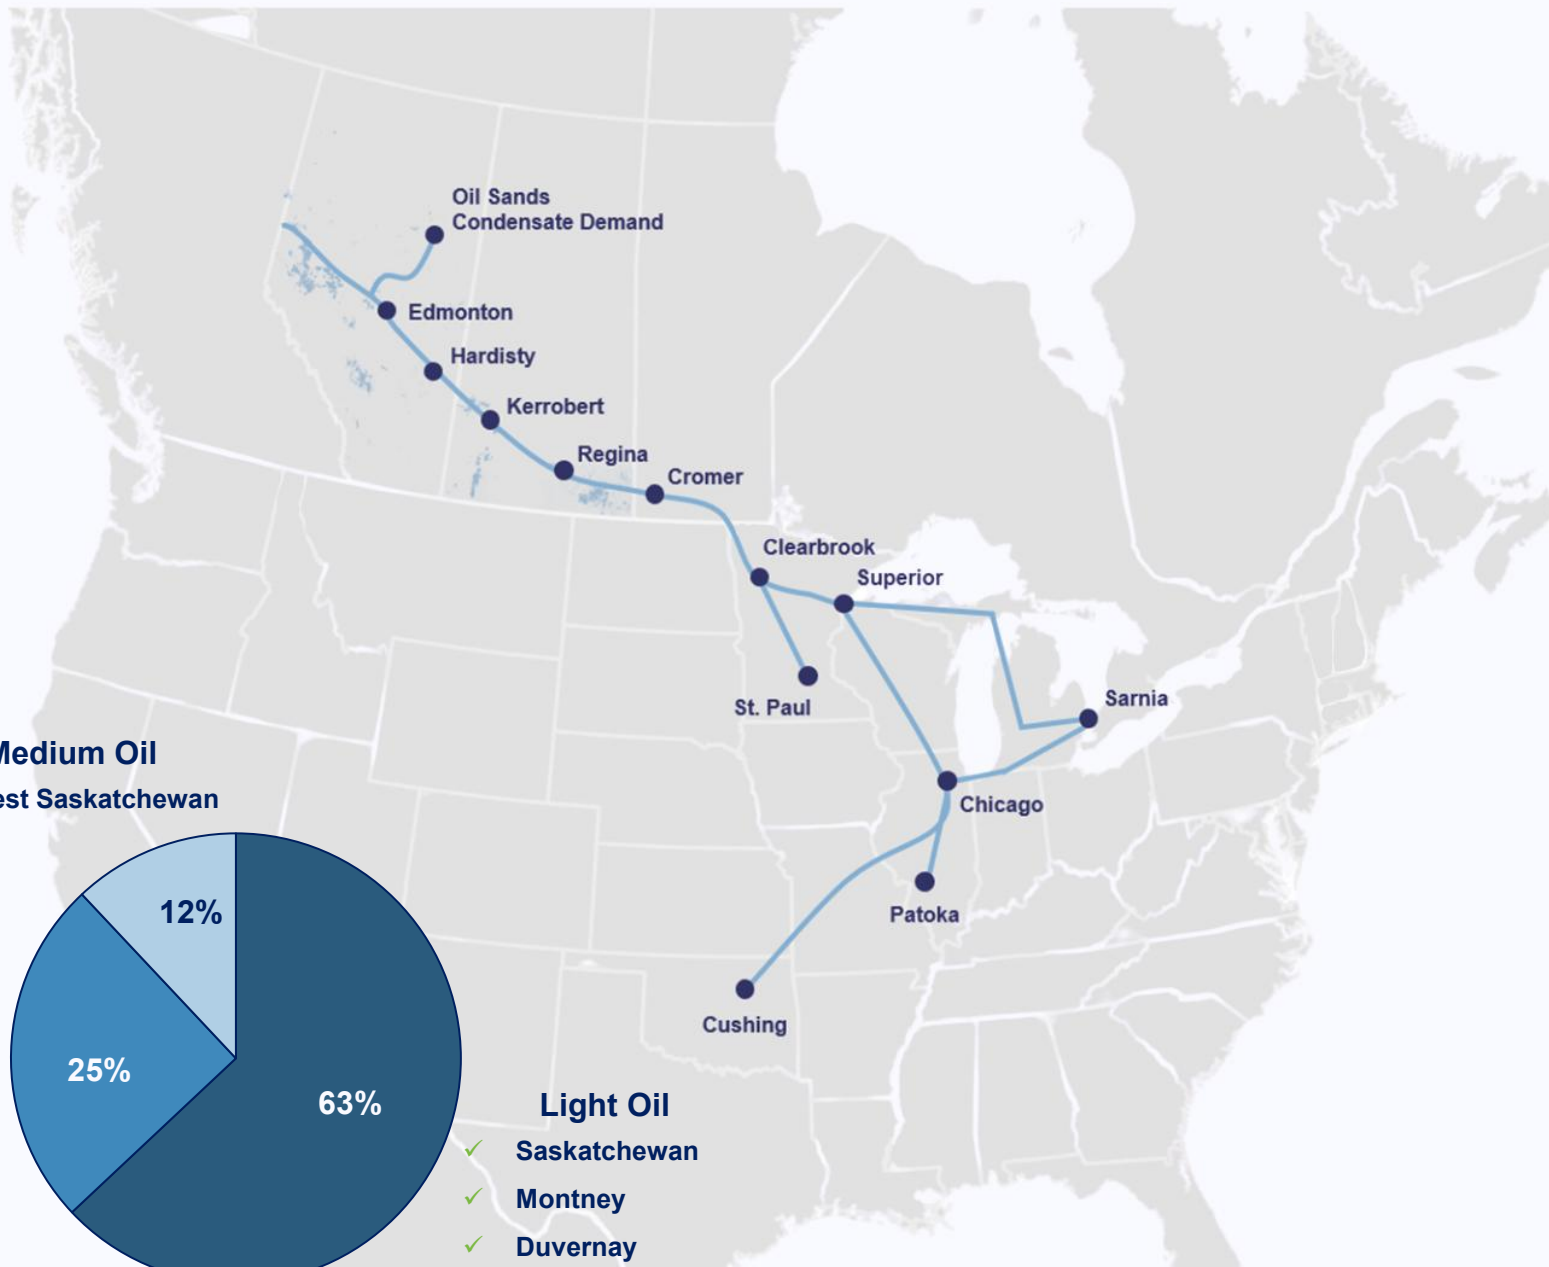 Oil Sands
Condensate Demand
Edmonton
Hardisty
Kerrobert
Regina
Cromer
Clearbrook
Superior
St. Paul
Sarnia
Chicago
Patoka
Cushing
Medium Oil
est Saskatchewan
12%
25%
63%
Light Oil
✓ Saskatchewan
✓ Montney
✓ Duvernay